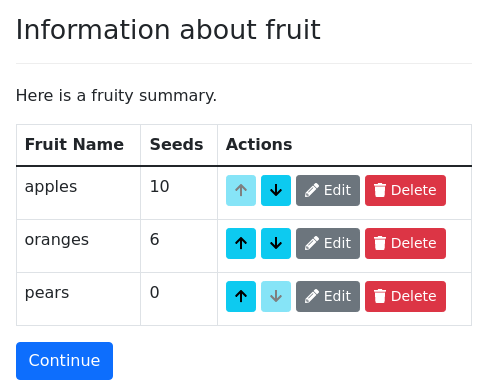 Information about fruit
Here is a fruity summary.
Fruit Name Seeds Actions
apples 10 Edit Delete
oranges 6 Edit Delete
pears 0 Edit Delete
Continue